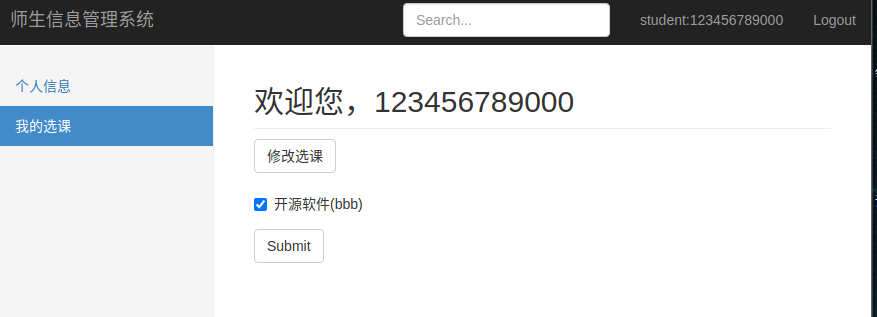 师生信息管理系统 Search... student:123456789000 Logout
个人信息
欢迎您，123456789000
我的选课
修改选课
开源软件(bbb)
Submit